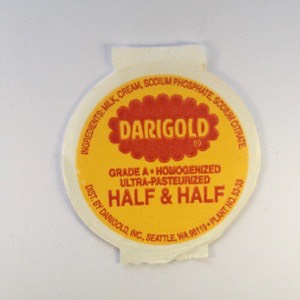 INGREDIENTS: MILK, CREAM, SODIUM PHOSPHATE, SODIUM CITRATE.
DARIGOLD
GRADE A • HOMOGENIZED
ULTRA-PASTEURIZED
HALF & HALF
DIST. BY DARIGOLD, INC., SEATTLE, WA 98119 • PLANT NO. 53-33